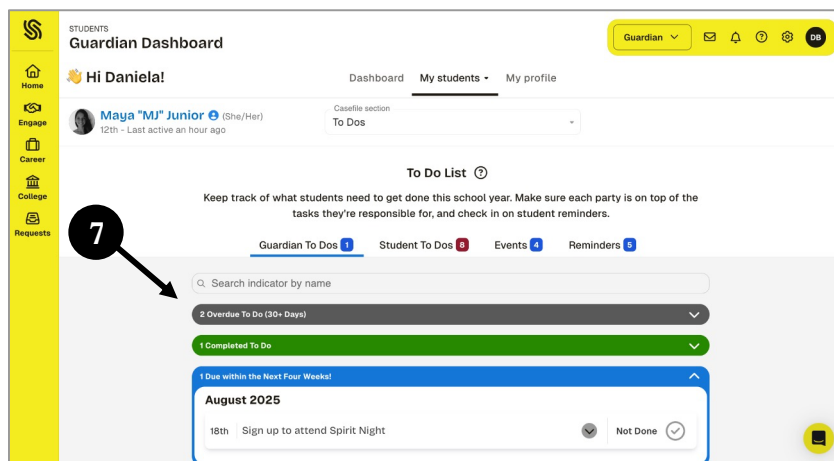 STUDENTS
Guardian Dashboard
Guardian
DB
👋 Hi Daniela!
Dashboard My students My profile
Home
Engage
Career
College
Requests
Maya "MJ" Junior (She/Her)
12th - Last active an hour ago
Casefile section
To Dos
To Do List ?
Keep track of what students need to get done this school year. Make sure each party is on top of the
tasks they're responsible for, and check in on student reminders.
7
Guardian To Dos 1 Student To Dos 8 Events 4 Reminders 5
Search indicator by name
2 Overdue To Do (30+ Days)
1 Completed To Do
1 Due within the Next Four Weeks!
August 2025
18th Sign up to attend Spirit Night Not Done